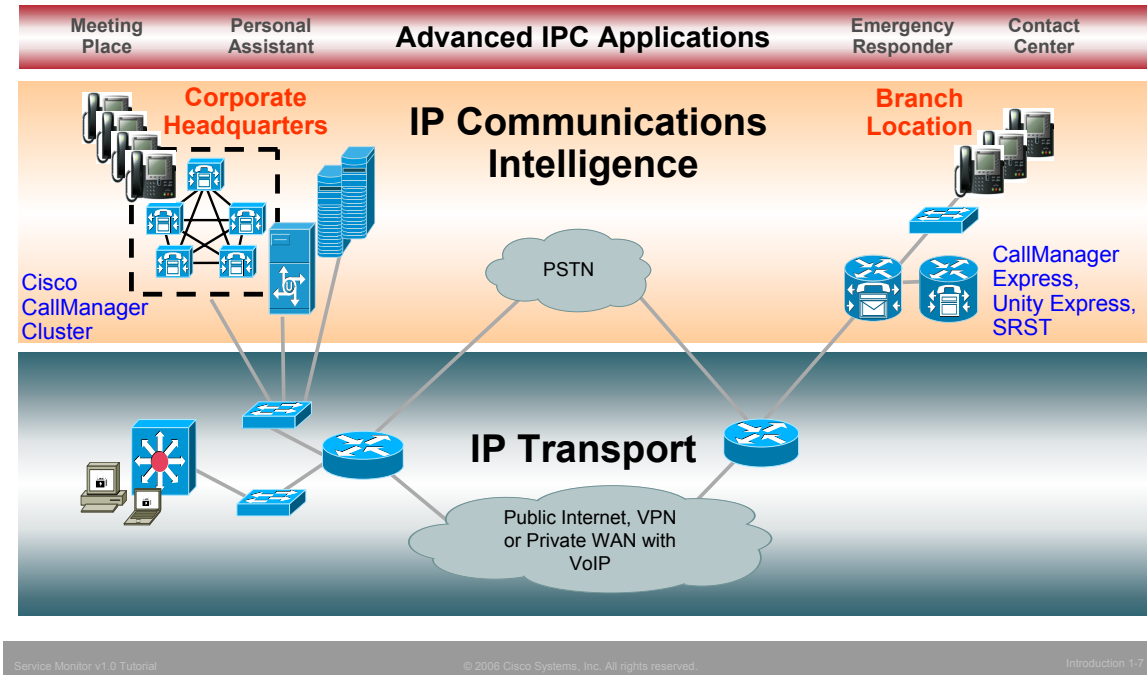 Meeting
Place
Personal
Assistant
Advanced IPC Applications
Emergency
Responder
Contact
Center
Corporate
Headquarters
IP Communications
Intelligence
Branch
Location
PSTN
Cisco
CallManager
Cluster
CallManager
Express,
Unity Express,
SRST
IP Transport
Public Internet, VPN
or Private WAN with
VoIP
Service Monitor v1.0 Tutorial
© 2006 Cisco Systems, Inc. All rights reserved.
Introduction 1-7